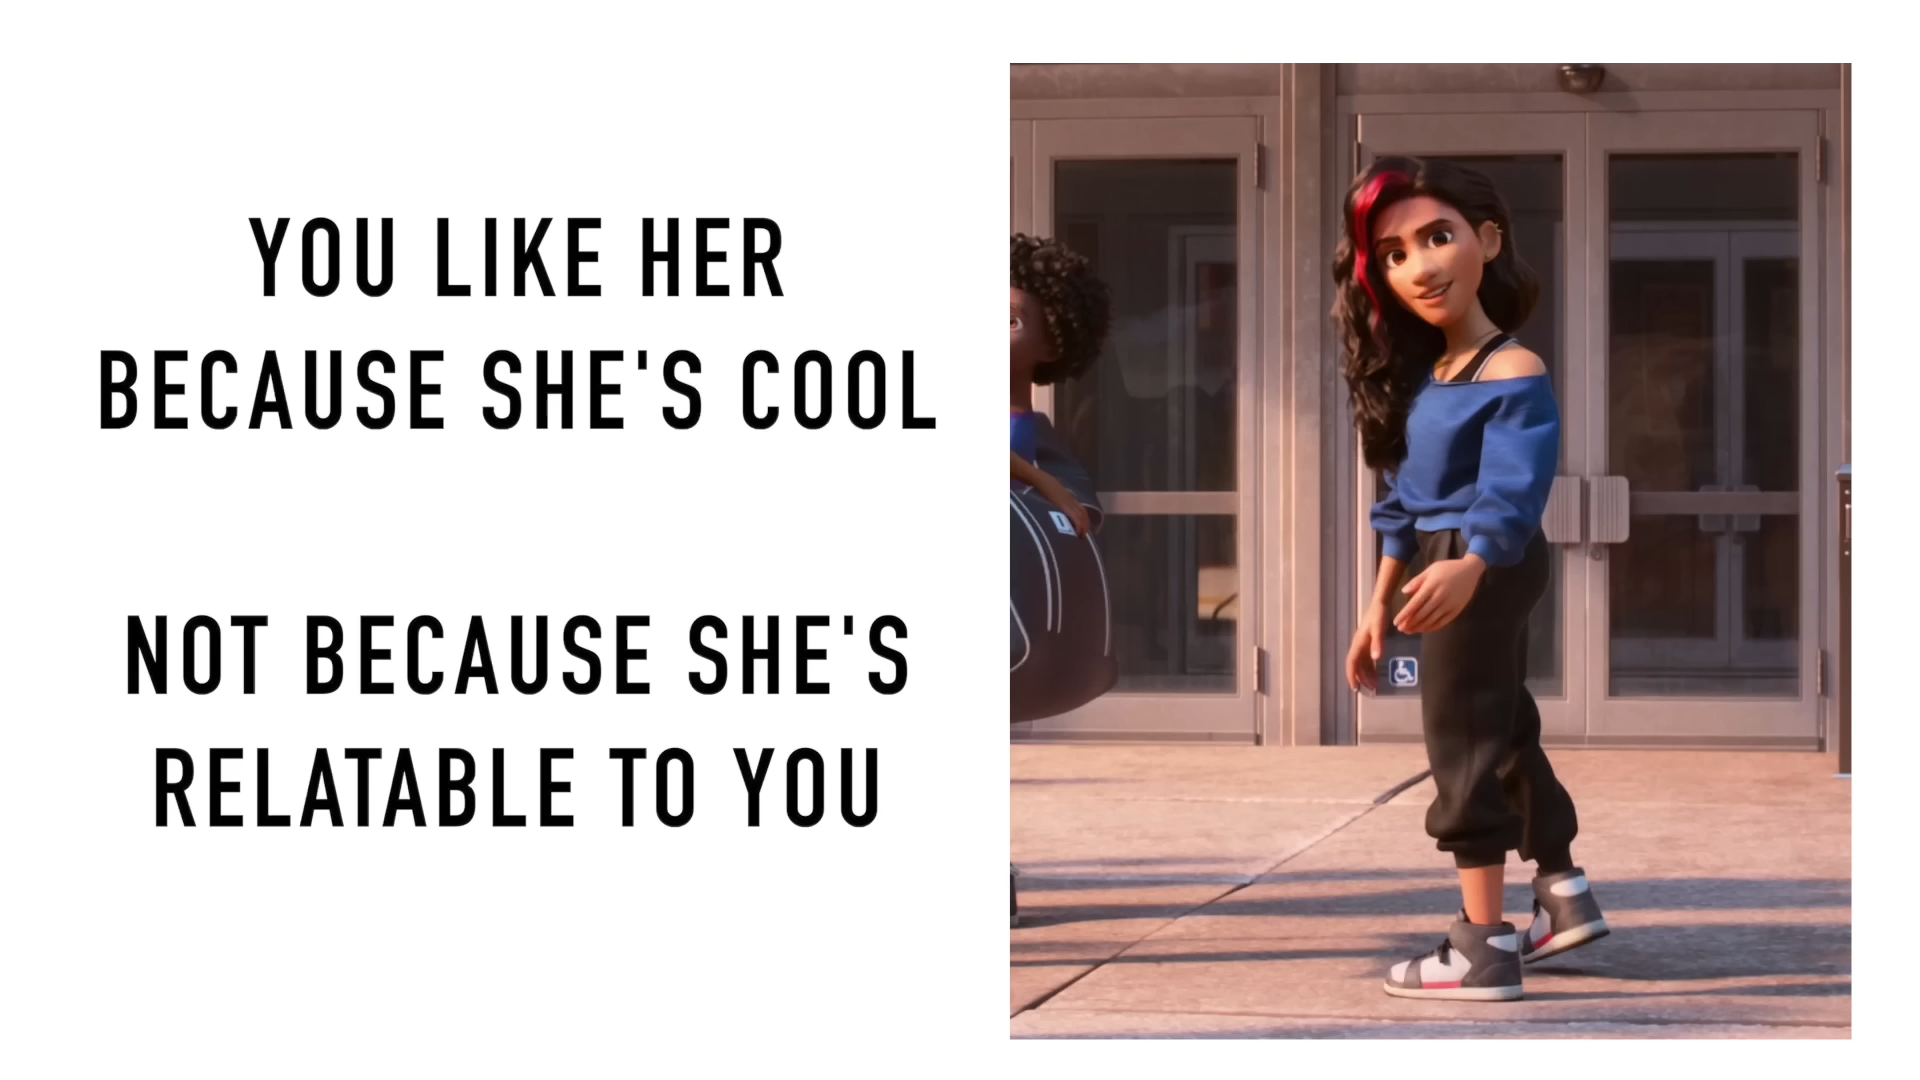 YOU LIKE HER
BECAUSE SHE'S COOL
NOT BECAUSE SHE'S
RELATABLE TO YOU